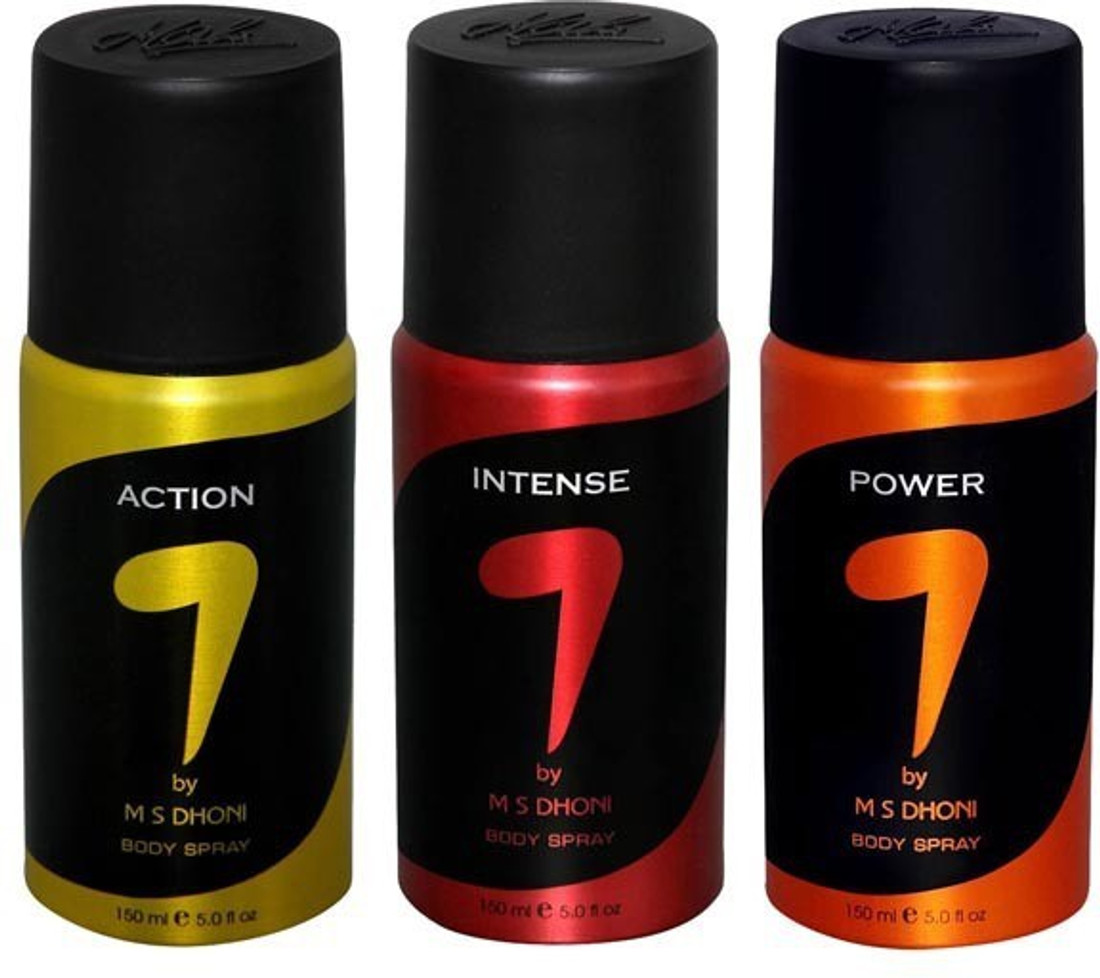 ACTION
7
by
M S DHONI
BODY SPRAY
150 ml e 5.0 fl oz
INTENSE
7
by
M S DHONI
BODY SPRAY
150 ml e 5.0 fl oz
POWER
7
by
M S DHONI
BODY SPRAY
150 ml e 5.0 fl oz